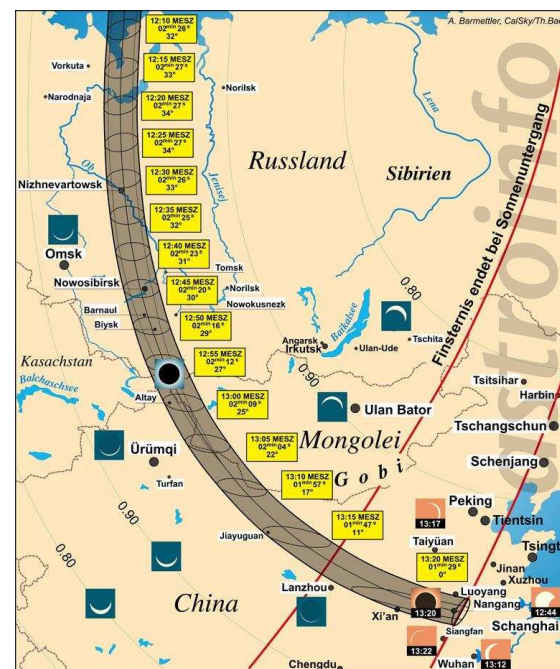 A. Barmettler, CalSky/Th.Bae
astroinfo
12:10 MESZ
02min 26s
32°
12:15 MESZ
02min 27s
33°
Vorkuta
Narodnaja
Norilsk
12:20 MESZ
02min 27s
34°
12:25 MESZ
02min 27s
34°
Lena
Russland
Sibirien
Finsternis endet bei Sonnenuntergang
12:30 MESZ
02min 26s
33°
Ob
Jenisej
Nizhnevartowsk
12:35 MESZ
02min 25s
32°
12:40 MESZ
02min 23s
31°
Omsk
Tomsk
12:45 MESZ
02min 20s
30°
Nowosibirsk
Norilsk
Nowokusnezk
0.80
Barnaul
Biysk
12:50 MESZ
02min 16s
29°
Baikalsee
Angarsk
Irkutsk
Ulan-Ude
Tschita
Kasachstan
Balchaschsee
12:55 MESZ
02min 12s
27°
0.90
Tsitsihar
Harbin
Altay
13:00 MESZ
02min 09s
25°
Ulan Bator
Tschangschun
Mongolei
13:05 MESZ
02min 04s
22°
Ürümqi
Turfan
Gobi
Schenjang
13:10 MESZ
01min 57s
17°
0.90
Peking
Tientsin
13:17
13:15 MESZ
01min 47s
11°
Jiayuguan
Taiyüan
Tsingt
0.80
13:20 MESZ
01min 29s
0°
Jinan
Xuzhou
Lanzhou
Luoyang
Nangang
China
Xi'an
13:20
12:44
Schanghai
Siangfan
13:22
13:12
Chengdu
Wuhan